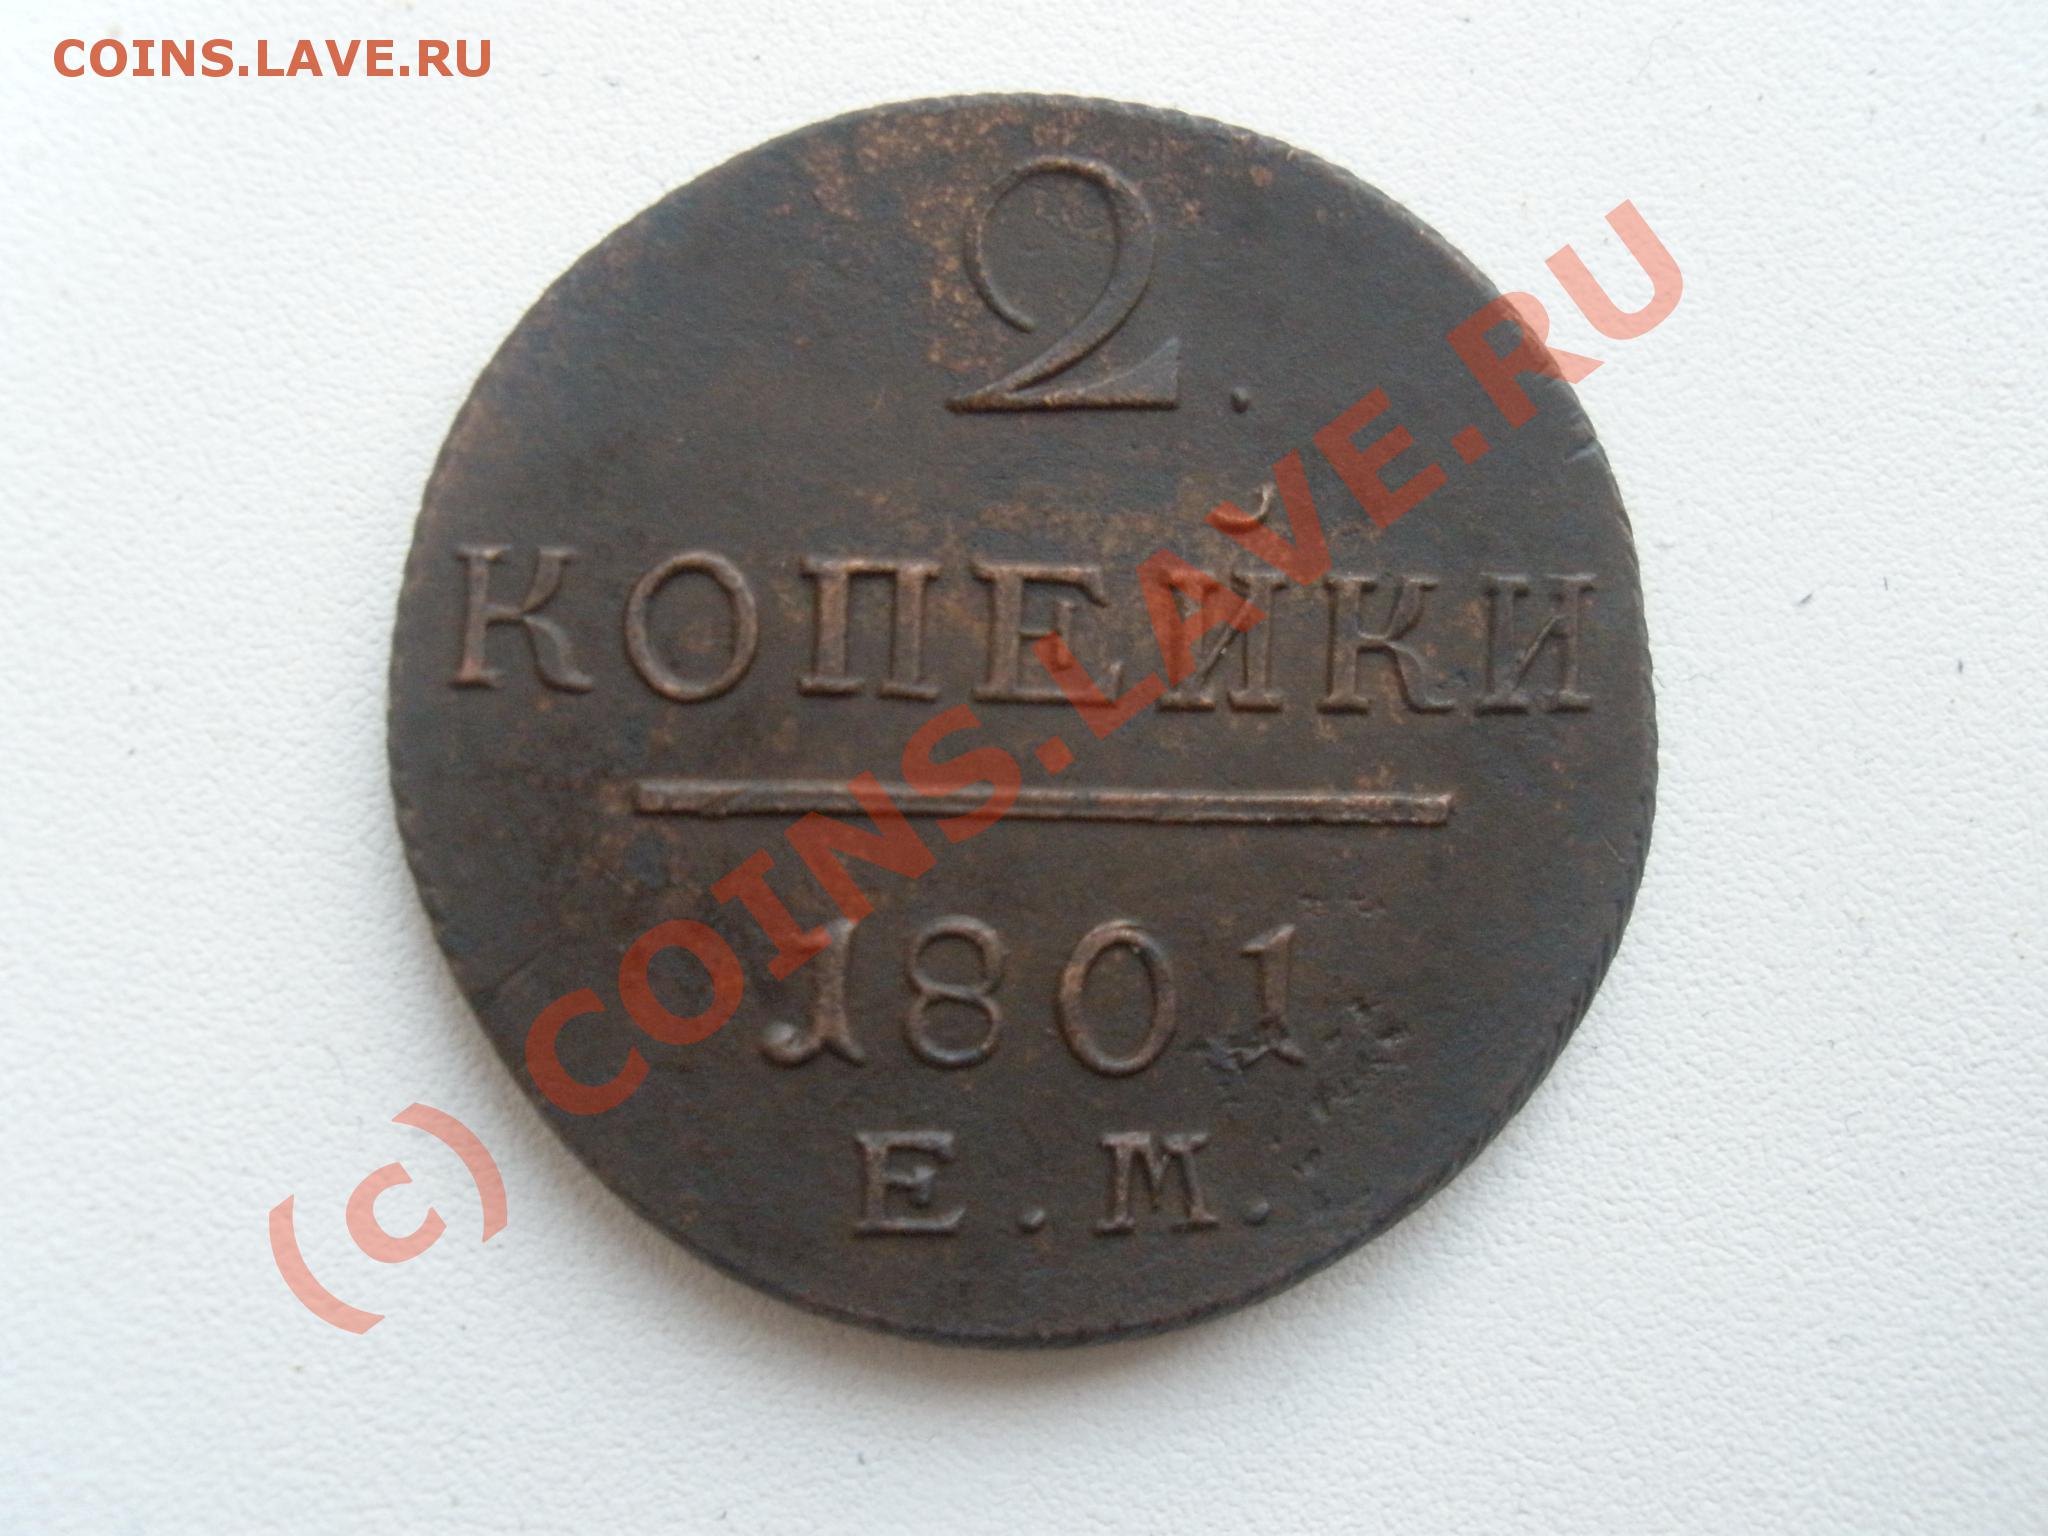 COINS.LAVE.RU
2.
КОПЕЙКИ
1801
Е.М.
(c) COINS.LAVE.RU